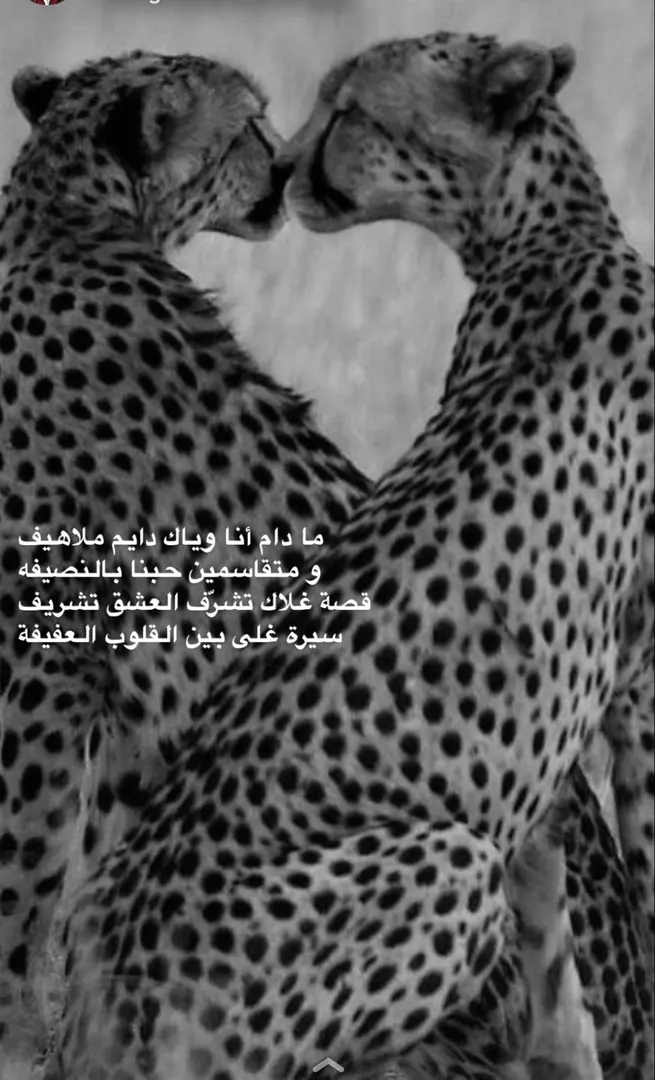 ما دام أنا وياك دايم ملاهيف
و متقاسمين حبنا بالنصيفه
قصة غلاك تشرّف العشق تشريف
سيرة غلى بين القلوب العفيفة